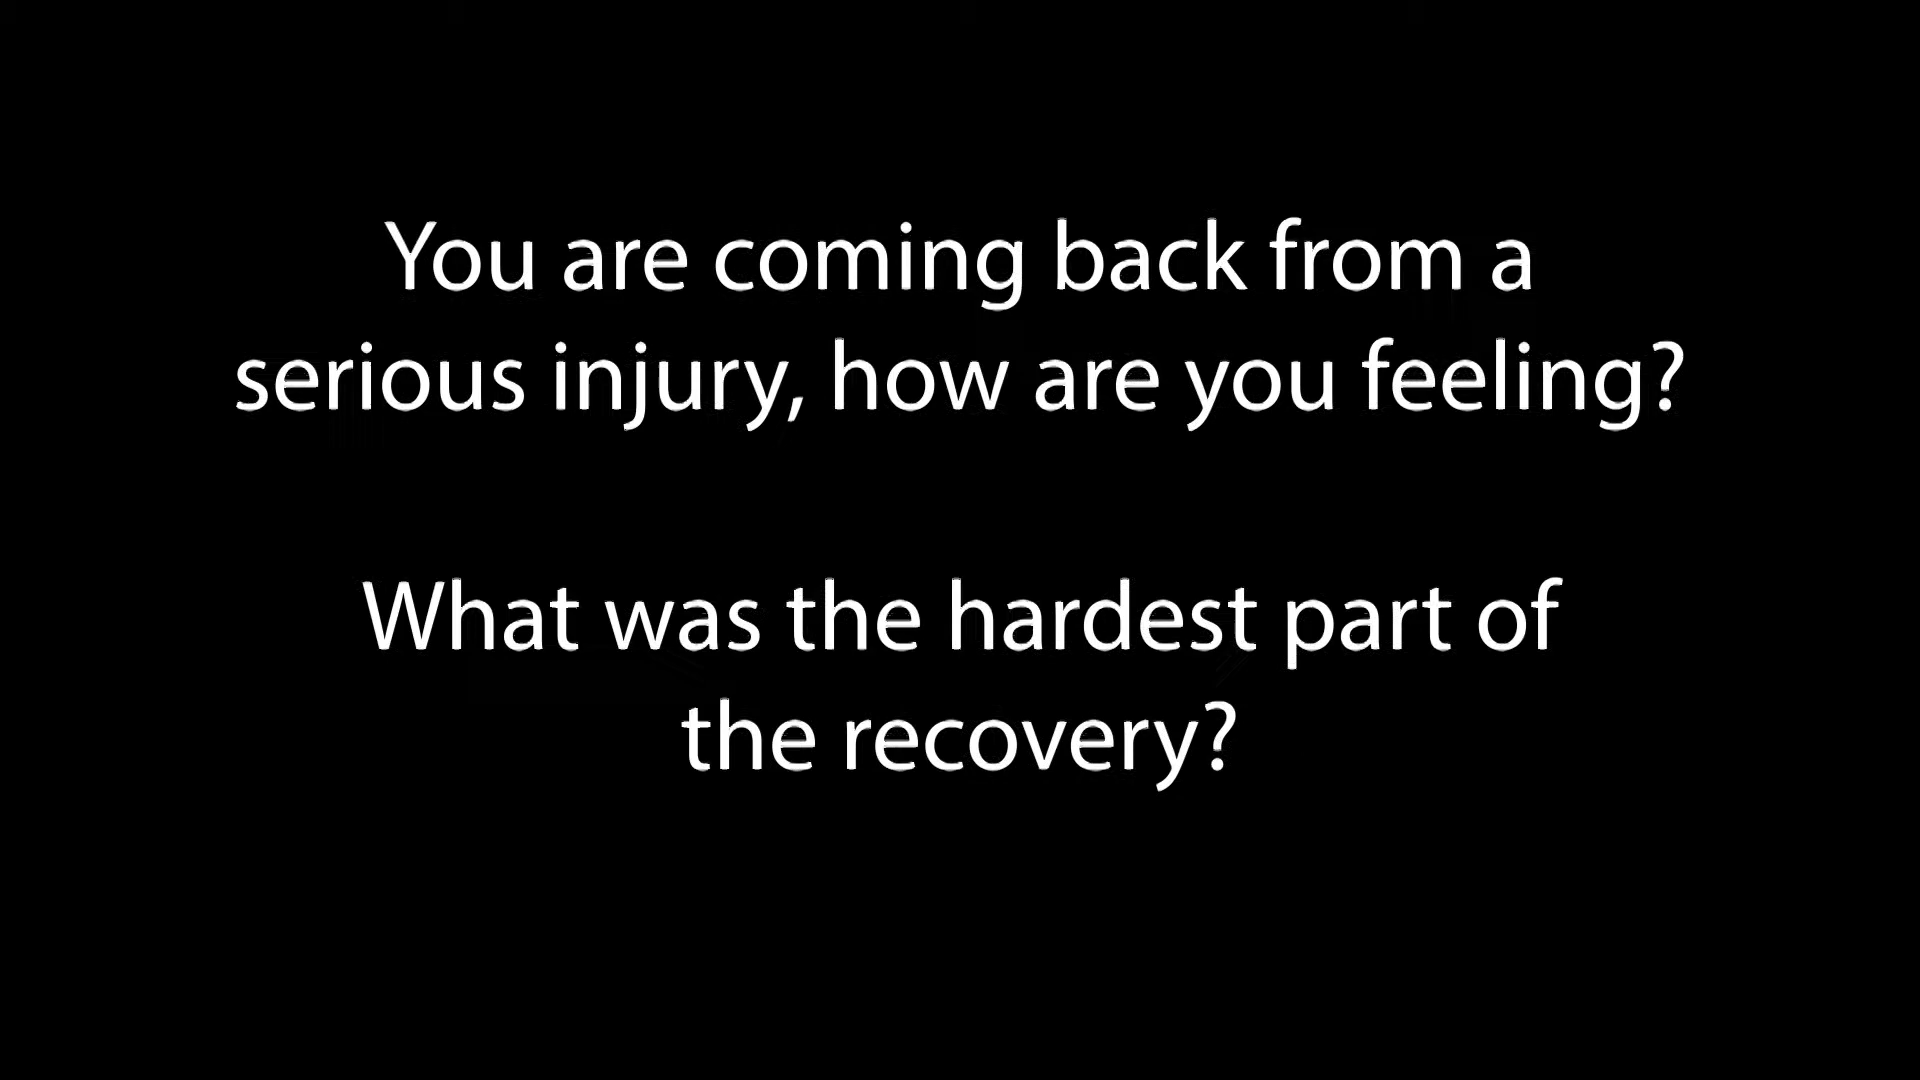 You are coming back from a
serious injury, how are you feeling?
What was the hardest part of
the recovery?